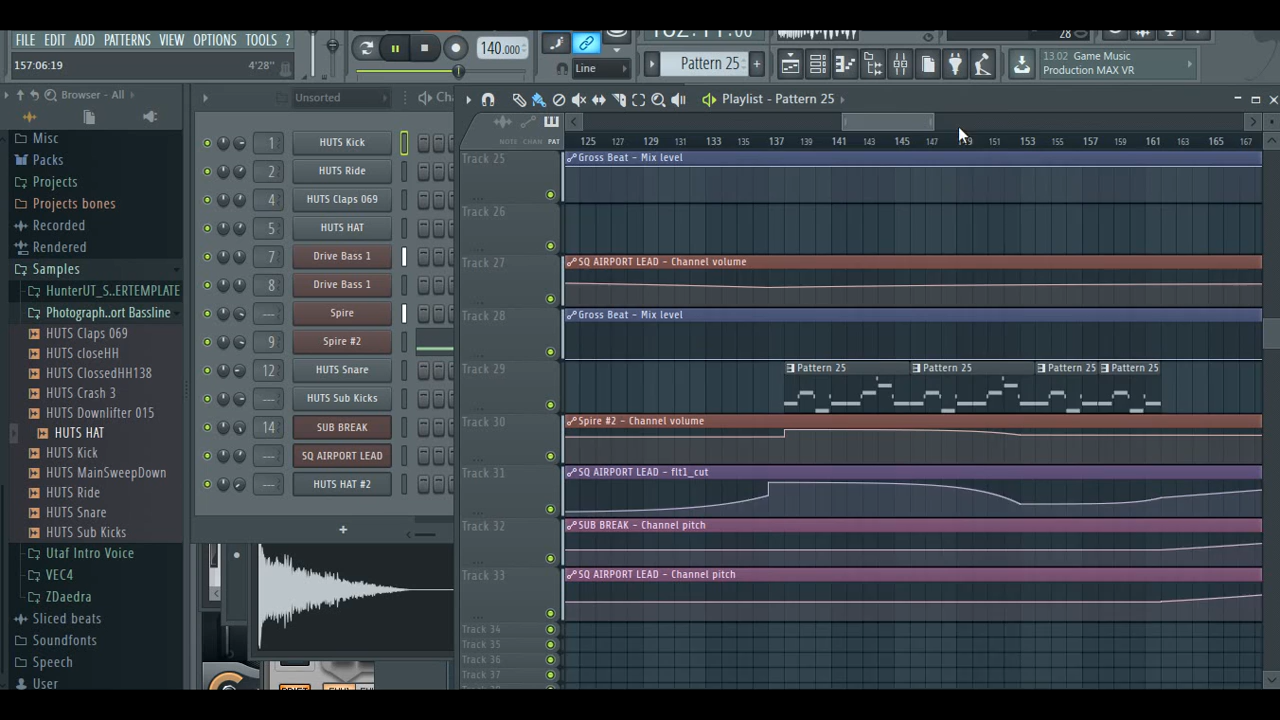 FILE EDIT ADD PATTERNS VIEW OPTIONS TOOLS ?
157:06:19 4'28"
140.000
Line
Pattern 25
28
13:02 Game Music
Production MAX VR
Browser - All
Unsorted
Playlist - Pattern 25
NOTE CHAN PAT
125 127 129 131 133 135 137 139 141 143 145 147 149 151 153 155 157 159 161 163 165 167
Misc
Packs
Projects
Projects bones
Recorded
Rendered
Samples
HunterUT_S..ERTEMPLATE
Photograph..ort Bassline
HUTS Claps 069
HUTS closeHH
HUTS ClossedHH138
HUTS Crash 3
HUTS Downlifter 015
HUTS HAT
HUTS Kick
HUTS MainSweepDown
HUTS Ride
HUTS Snare
HUTS Sub Kicks
Utaf Intro Voice
VEC4
ZDaedra
Sliced beats
Soundfonts
Speech
User
1 HUTS Kick
2 HUTS Ride
4 HUTS Claps 069
5 HUTS HAT
7 Drive Bass 1
8 Drive Bass 1
--- Spire
9 Spire #2
12 HUTS Snare
--- HUTS Sub Kicks
14 SUB BREAK
--- SQ AIRPORT LEAD
--- HUTS HAT #2
+
Track 25 Gross Beat - Mix level
Track 26
Track 27 SQ AIRPORT LEAD - Channel volume
Track 28 Gross Beat - Mix level
Track 29 Pattern 25 Pattern 25 Pattern 25 Pattern 25
Track 30 Spire #2 - Channel volume
Track 31 SQ AIRPORT LEAD - flt1_cut
Track 32 SUB BREAK - Channel pitch
Track 33 SQ AIRPORT LEAD - Channel pitch
Track 34
Track 35
Track 36
Track 37